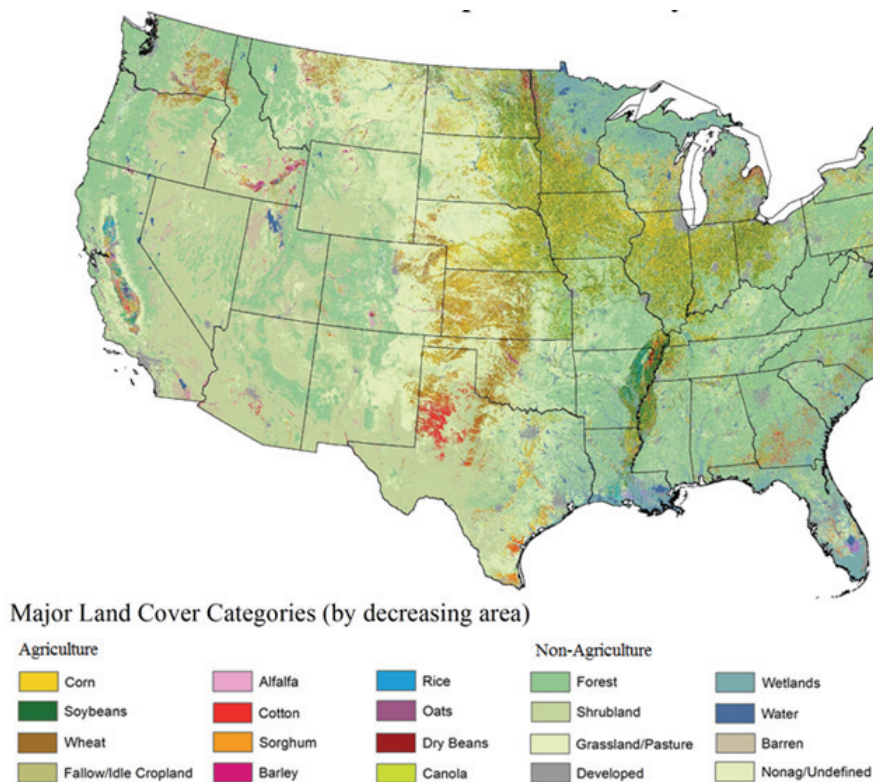 Major Land Cover Categories (by decreasing area)
Agriculture
Non-Agriculture
Corn
Alfalfa
Rice
Forest
Wetlands
Soybeans
Cotton
Oats
Shrubland
Water
Wheat
Sorghum
Dry Beans
Grassland/Pasture
Barren
Fallow/Idle Cropland
Barley
Canola
Developed
Nonag/Undefined